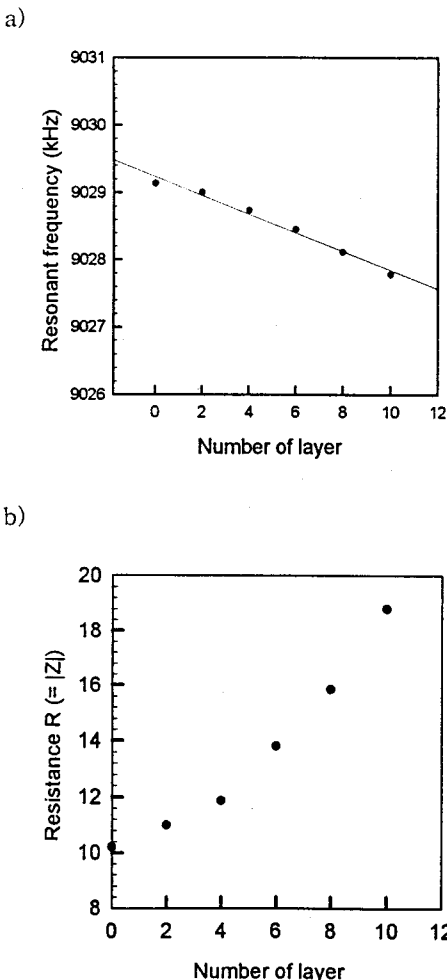 a)
9031
9030
9029
9028
9027
9026
Resonant frequency (kHz)
0 2 4 6 8 10 12
Number of layer
b)
20
18
16
14
12
10
8
Resistance R (= |Z|)
0 2 4 6 8 10 12
Number of layer